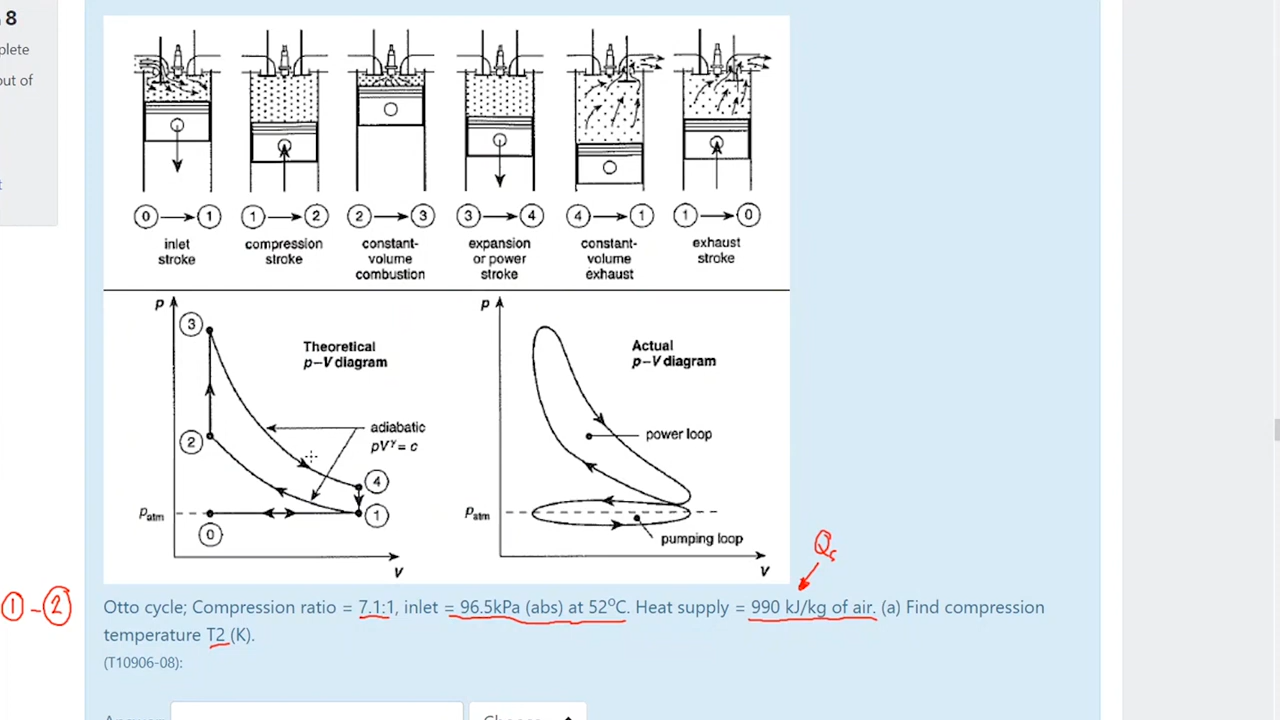 8
plete
out of
t
0 → 1
1 → 2
2 → 3
3 → 4
4 → 1
1 → 0
inlet
stroke
compression
stroke
constant-
volume
combustion
expansion
or power
stroke
constant-
volume
exhaust
exhaust
stroke
p
3
Theoretical
p–V diagram
adiabatic
pVᵞ = c
2
4
1
Patm
0
V
p
Actual
p–V diagram
power loop
Patm
pumping loop
V
Qs
1 - 2
Otto cycle; Compression ratio = 7.1:1, inlet = 96.5kPa (abs) at 52°C. Heat supply = 990 kJ/kg of air. (a) Find compression
temperature T2 (K).
(T10906-08):